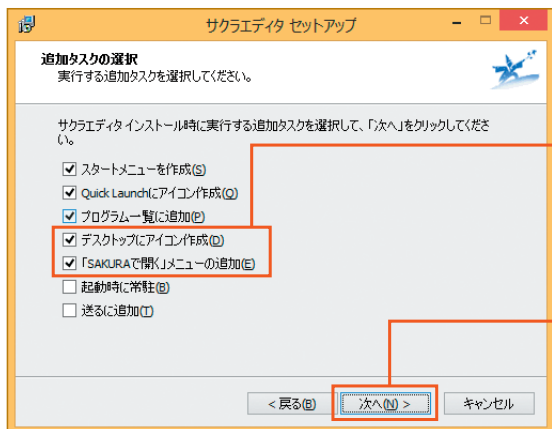 サクラエディタ セットアップ
追加タスクの選択
実行する追加タスクを選択してください。
サクラエディタ インストール時に実行する追加タスクを選択して、「次へ」をクリックしてくださ
い。
スタートメニューを作成(S)
Quick Launchにアイコン作成(Q)
プログラム一覧に追加(P)
デスクトップにアイコン作成(D)
「SAKURAで開く」メニューの追加(E)
起動時に常駐(B)
送るに追加(T)
< 戻る(B) 次へ(N) > キャンセル